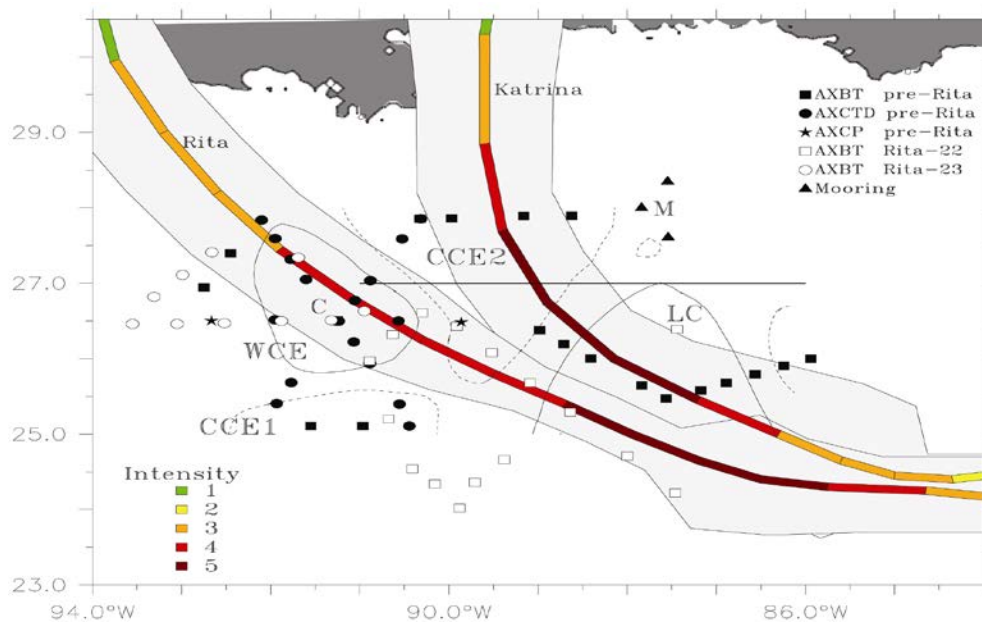 Katrina
Rita
AXBT pre-Rita
AXCTD pre-Rita
AXCP pre-Rita
AXBT Rita-22
AXBT Rita-23
Mooring
29.0
M
CCE2
27.0
C
LC
WCE
CCE1
25.0
Intensity
1
2
3
4
5
23.0
94.0°W
90.0°W
86.0°W